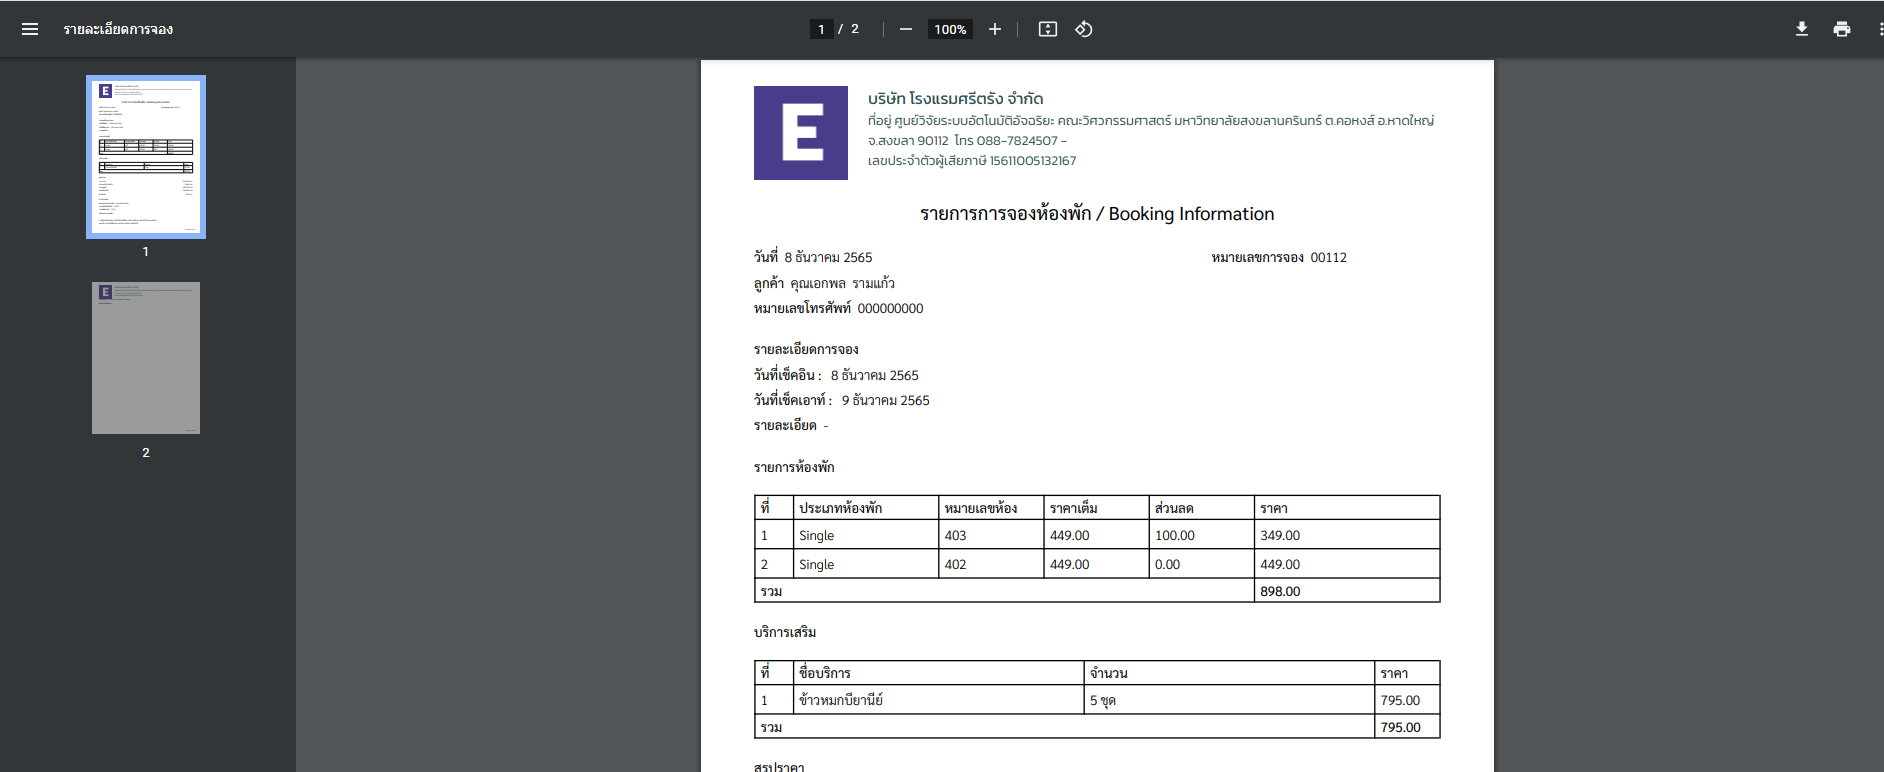 รายละเอียดการจอง
1 / 2
100%
1
2
E
บริษัท โรงแรมศรีตรัง จำกัด
ที่อยู่ ศูนย์วิจัยระบบอัตโนมัติอัจฉริยะ คณะวิศวกรรมศาสตร์ มหาวิทยาลัยสงขลานครินทร์ ต.คอหงส์ อ.หาดใหญ่
จ.สงขลา 90112 โทร 088-7824507 -
เลขประจำตัวผู้เสียภาษี 15611005132167
รายการการจองห้องพัก / Booking Information
วันที่ 8 ธันวาคม 2565 หมายเลขการจอง 00112
ลูกค้า คุณเอกพล รามแก้ว
หมายเลขโทรศัพท์ 000000000
รายละเอียดการจอง
วันที่เช็คอิน : 8 ธันวาคม 2565
วันที่เช็คเอาท์ : 9 ธันวาคม 2565
รายละเอียด -
รายการห้องพัก
ที่ ประเภทห้องพัก หมายเลขห้อง ราคาเต็ม ส่วนลด ราคา
1 Single 403 449.00 100.00 349.00
2 Single 402 449.00 0.00 449.00
รวม 898.00
บริการเสริม
ที่ ชื่อบริการ จำนวน ราคา
1 ข้าวหมกบียานีย์ 5 ชุด 795.00
รวม 795.00
สรุปราคา